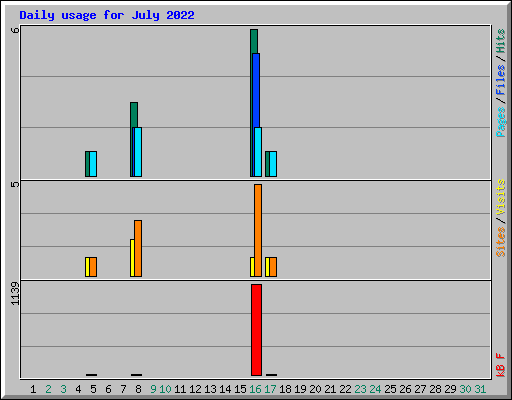 Daily usage for July 2022
6
Pages / Files / Hits
5
Sites / Visits
1139
kB F
1 2 3 4 5 6 7 8 9 10 11 12 13 14 15 16 17 18 19 20 21 22 23 24 25 26 27 28 29 30 31